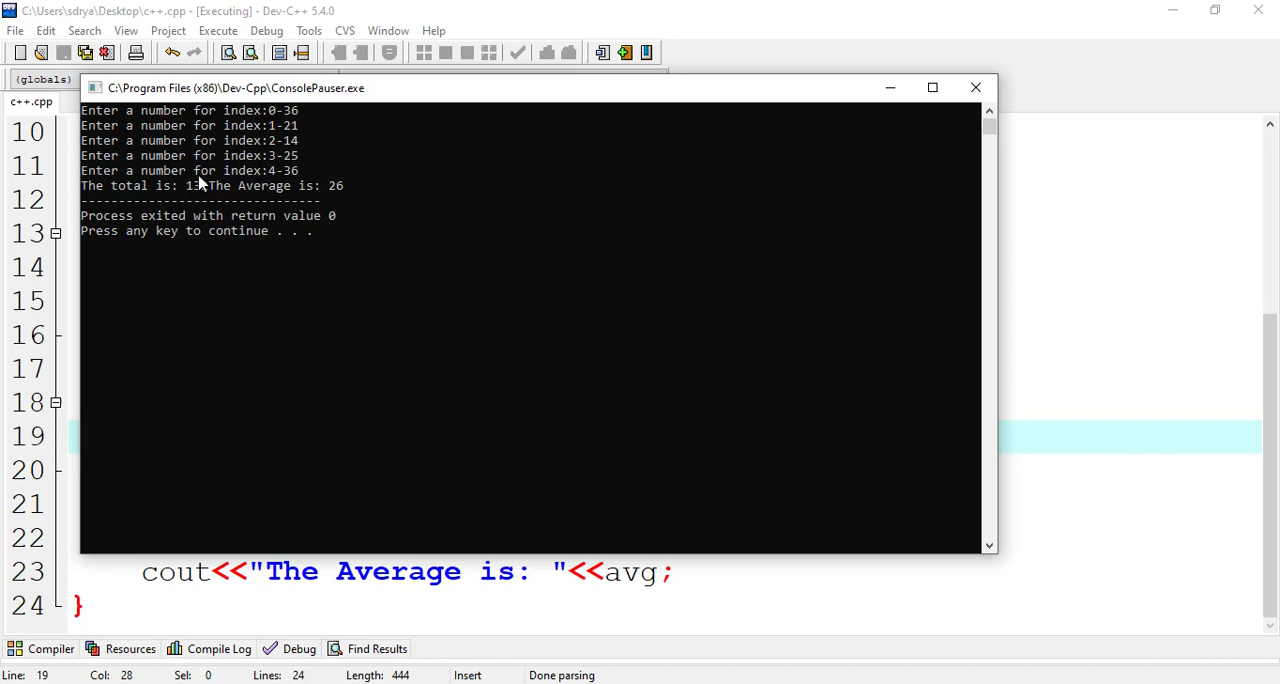 C:\Users\sdrya\Desktop\c++.cpp - [Executing] - Dev-C++ 5.4.0
File Edit Search View Project Execute Debug Tools CVS Window Help
(globals)
c++.cpp
C:\Program Files (x86)\Dev-Cpp\ConsolePauser.exe
Enter a number for index:0-36
Enter a number for index:1-21
Enter a number for index:2-14
Enter a number for index:3-25
Enter a number for index:4-36
The total is: The Average is: 26
--------------------------------
Process exited with return value 0
Press any key to continue . . .
10
11
12
13
14
15
16
17
18
19
20
21
22
23 cout<<"The Average is: "<<avg;
24 }
Compiler Resources Compile Log Debug Find Results
Line: 19 Col: 28 Sel: 0 Lines: 24 Length: 444 Insert Done parsing